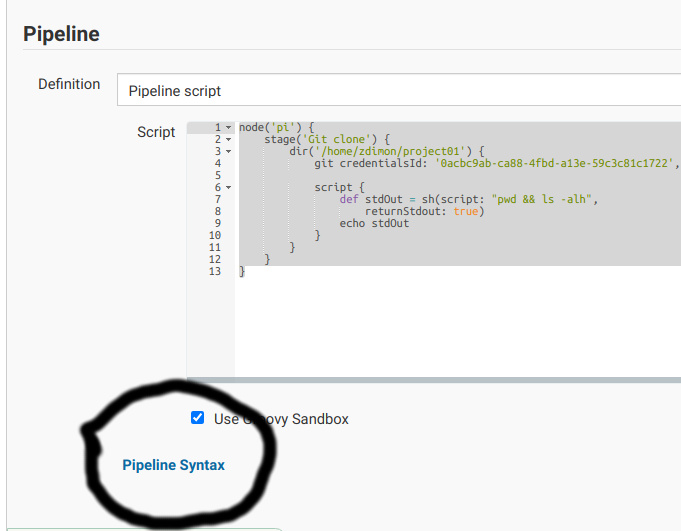 Pipeline
Definition
Pipeline script
Script
1 node('pi') {
2 stage('Git clone') {
3 dir('/home/zdimon/project01') {
4 git credentialsId: '0acbc9ab-ca88-4fbd-a13e-59c3c81c1722',
5
6 script {
7 def stdOut = sh(script: "pwd && ls -alh",
8 returnStdout: true)
9 echo stdOut
10 }
11 }
12 }
13 }
Use Groovy Sandbox
Pipeline Syntax